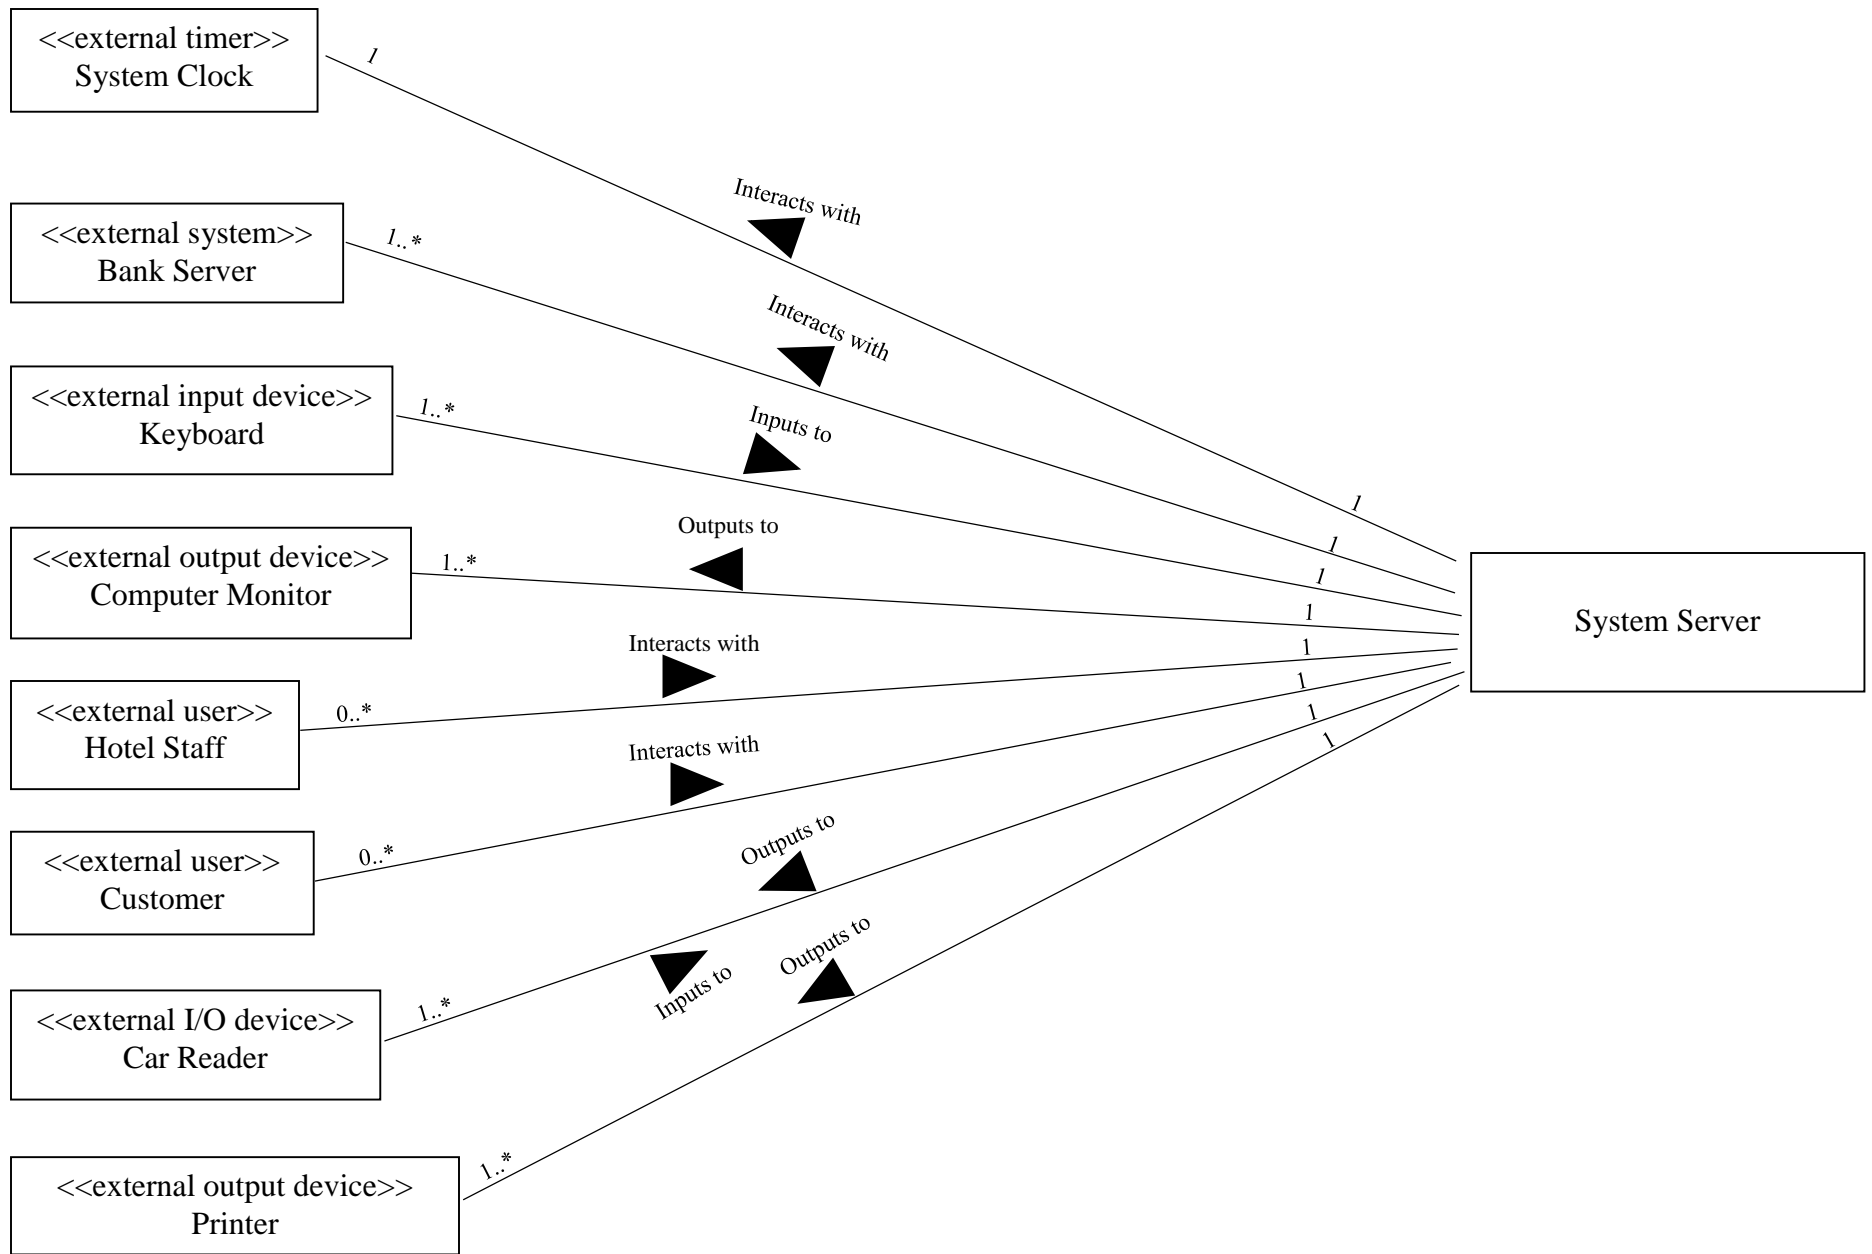 <<external timer>>
System Clock
1
Interacts with
<<external system>>
Bank Server
1..*
Interacts with
<<external input device>>
Keyboard
1..*
Inputs to
1
1
1
1
1
1
1
1
<<external output device>>
Computer Monitor
1..*
Outputs to
System Server
<<external user>>
Hotel Staff
0..*
Interacts with
<<external user>>
Customer
0..*
Interacts with
<<external I/O device>>
Car Reader
1..*
Outputs to
Inputs to
<<external output device>>
Printer
1..*
Outputs to